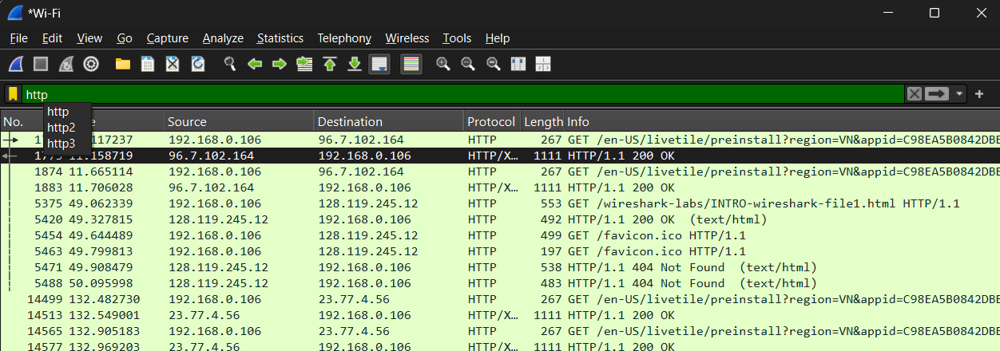 *Wi-Fi
File Edit View Go Capture Analyze Statistics Telephony Wireless Tools Help
http
http
http2
http3
No. Source Destination Protocol Length Info
117237 192.168.0.106 96.7.102.164 HTTP 267 GET /en-US/livetile/preinstall?region=VN&appid=C98EA5B0842DBE
1775 11.158719 96.7.102.164 192.168.0.106 HTTP/X… 1111 HTTP/1.1 200 OK
1874 11.665114 192.168.0.106 96.7.102.164 HTTP 267 GET /en-US/livetile/preinstall?region=VN&appid=C98EA5B0842DBE
1883 11.706028 96.7.102.164 192.168.0.106 HTTP/X… 1111 HTTP/1.1 200 OK
5375 49.062339 192.168.0.106 128.119.245.12 HTTP 553 GET /wireshark-labs/INTRO-wireshark-file1.html HTTP/1.1
5420 49.327815 128.119.245.12 192.168.0.106 HTTP 492 HTTP/1.1 200 OK (text/html)
5454 49.644489 192.168.0.106 128.119.245.12 HTTP 499 GET /favicon.ico HTTP/1.1
5463 49.799813 192.168.0.106 128.119.245.12 HTTP 197 GET /favicon.ico HTTP/1.1
5471 49.908479 128.119.245.12 192.168.0.106 HTTP 538 HTTP/1.1 404 Not Found (text/html)
5488 50.095998 128.119.245.12 192.168.0.106 HTTP 483 HTTP/1.1 404 Not Found (text/html)
14499 132.482730 192.168.0.106 23.77.4.56 HTTP 267 GET /en-US/livetile/preinstall?region=VN&appid=C98EA5B0842DBE
14513 132.549001 23.77.4.56 192.168.0.106 HTTP/X… 1111 HTTP/1.1 200 OK
14565 132.905183 192.168.0.106 23.77.4.56 HTTP 267 GET /en-US/livetile/preinstall?region=VN&appid=C98EA5B0842DBE
14577 132.969203 23.77.4.56 192.168.0.106 HTTP/X… 1111 HTTP/1.1 200 OK